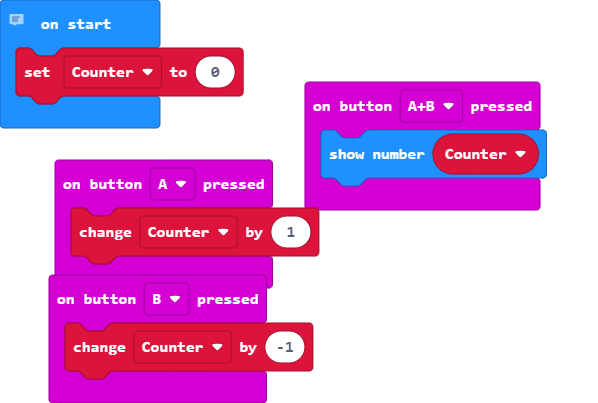 on start
set Counter to 0
on button A+B pressed
show number Counter
on button A pressed
change Counter by 1
on button B pressed
change Counter by -1